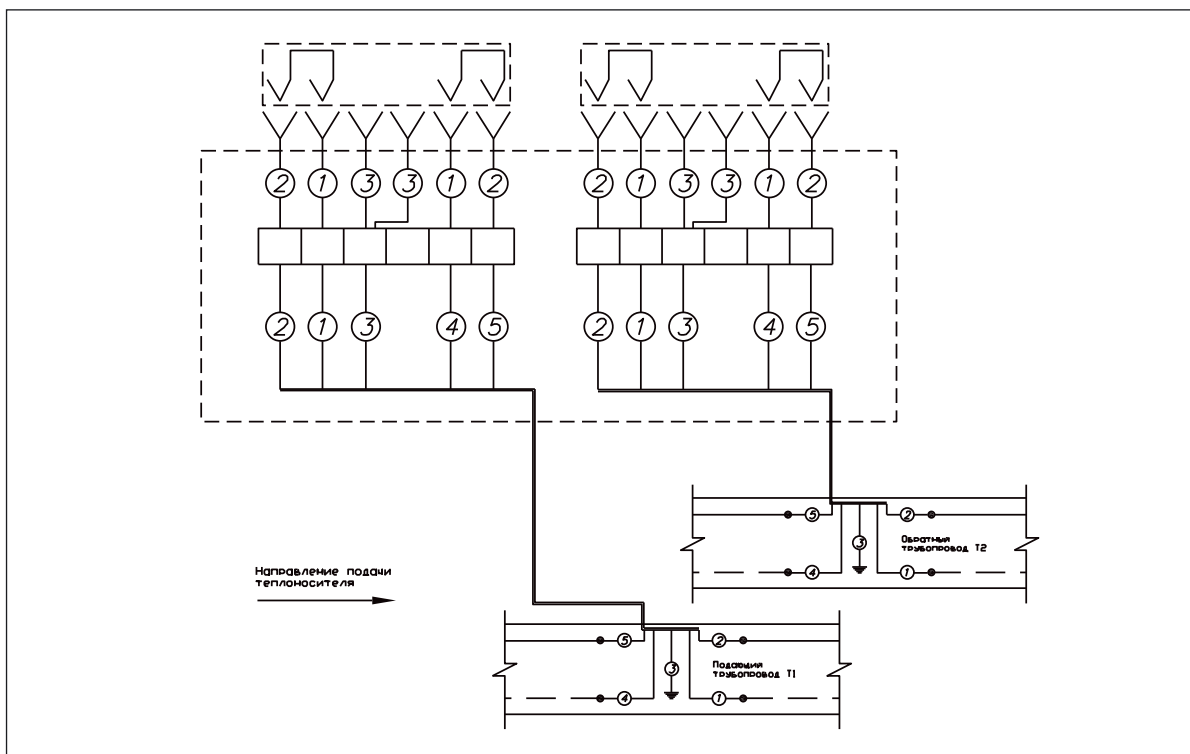 2 1 3 3 1 2 2 1 3 3 1 2
2 1 3 4 5 2 1 3 4 5
5 2
3 Обратный
трубопровод Т2
4 1
Направление подачи
теплоносителя
5 2
3 Подающий
трубопровод Т1
4 1